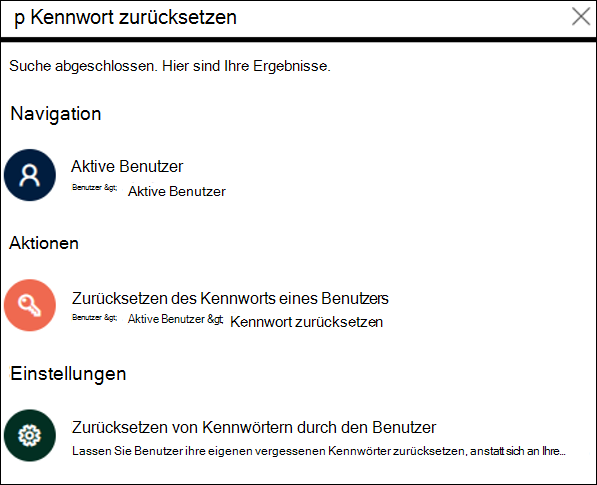 p Kennwort zurücksetzen
Suche abgeschlossen. Hier sind Ihre Ergebnisse.
Navigation
Aktive Benutzer
Benutzer &gt; Aktive Benutzer
Aktionen
Zurücksetzen des Kennworts eines Benutzers
Benutzer &gt; Aktive Benutzer &gt; Kennwort zurücksetzen
Einstellungen
Zurücksetzen von Kennwörtern durch den Benutzer
Lassen Sie Benutzer ihre eigenen vergessenen Kennwörter zurücksetzen, anstatt sich an Ihre...